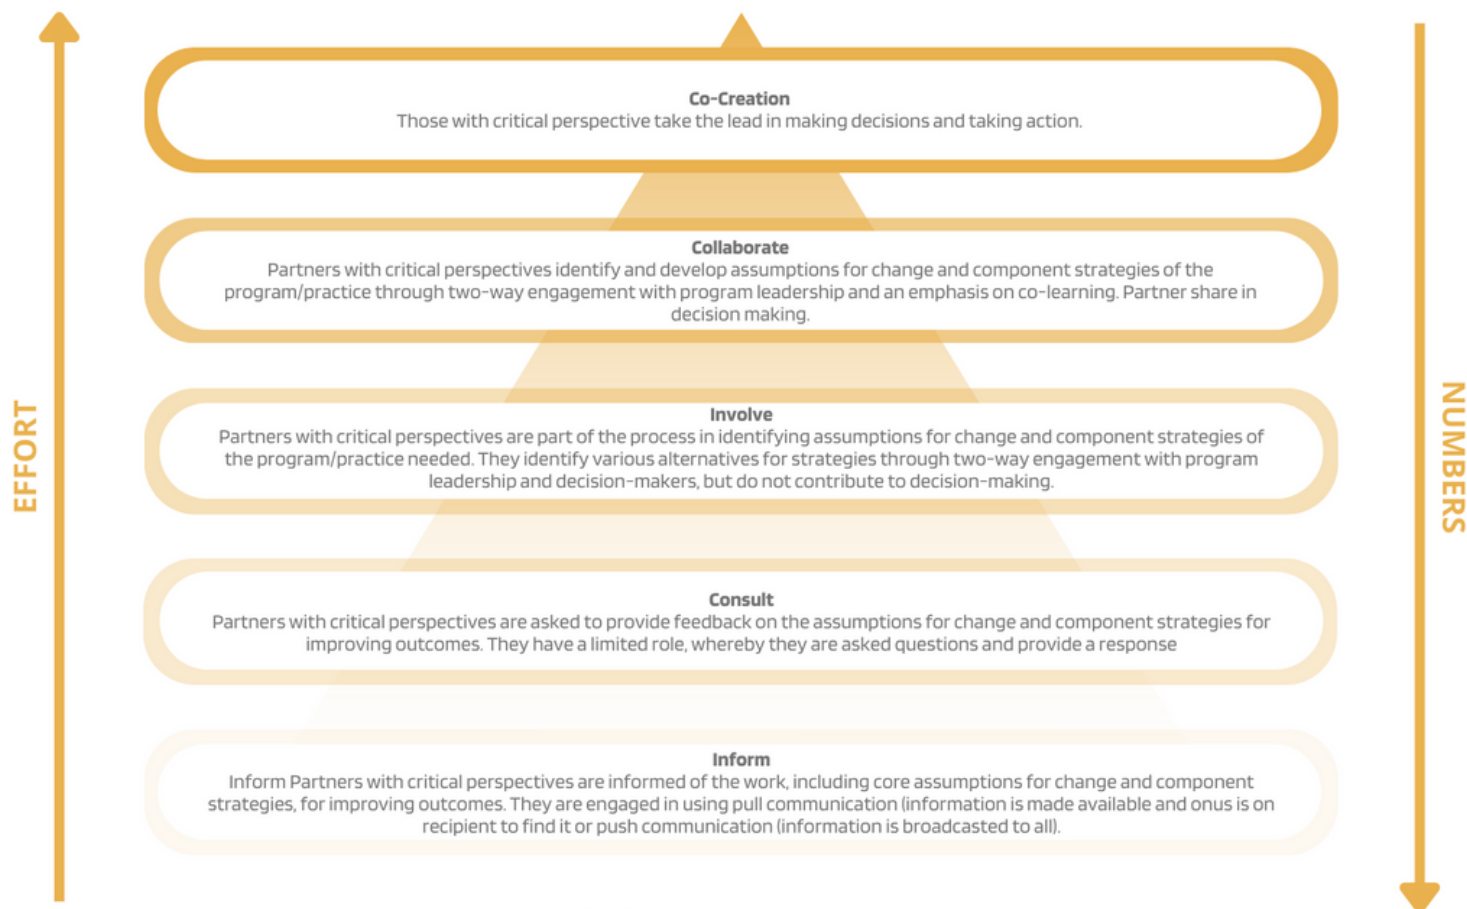 Co-Creation
Those with critical perspective take the lead in making decisions and taking action.
Collaborate
Partners with critical perspectives identify and develop assumptions for change and component strategies of the
program/practice through two-way engagement with program leadership and an emphasis on co-learning. Partner share in
decision making.
EFFORT
NUMBERS
Involve
Partners with critical perspectives are part of the process in identifying assumptions for change and component strategies of
the program/practice needed. They identify various alternatives for strategies through two-way engagement with program
leadership and decision-makers, but do not contribute to decision-making.
Consult
Partners with critical perspectives are asked to provide feedback on the assumptions for change and component strategies for
improving outcomes. They have a limited role, whereby they are asked questions and provide a response
Inform
Inform Partners with critical perspectives are informed of the work, including core assumptions for change and component
strategies, for improving outcomes. They are engaged in using pull communication (information is made available and onus is on
recipient to find it or push communication (information is broadcasted to all).